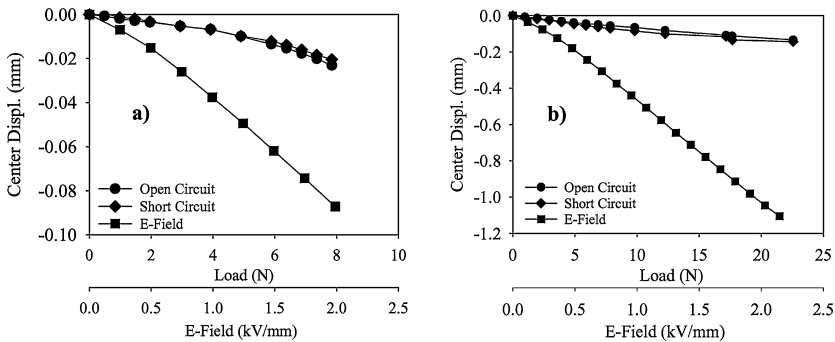 0.00
-0.02
-0.04
-0.06
-0.08
-0.10
Center Displ. (mm)
a)
Open Circuit
Short Circuit
E-Field
0 2 4 6 8 10
Load (N)
0.0 0.5 1.0 1.5 2.0 2.5
E-Field (kV/mm)
0.0
-0.2
-0.4
-0.6
-0.8
-1.0
-1.2
Center Displ. (mm)
b)
Open Circuit
Short Circuit
E-Field
0 5 10 15 20 25
Load (N)
0.0 0.5 1.0 1.5 2.0 2.5
E-Field (kV/mm)